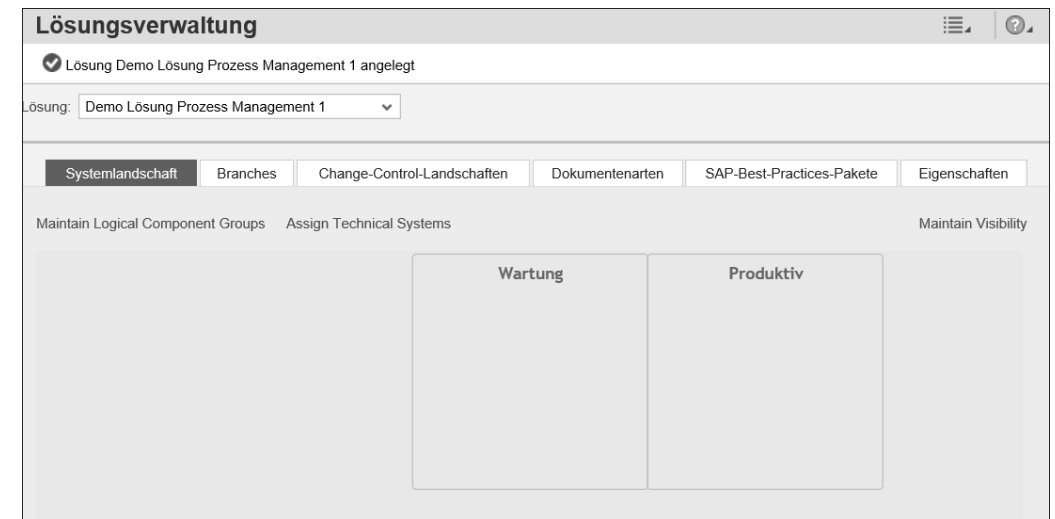 Lösungsverwaltung
Lösung Demo Lösung Prozess Management 1 angelegt
Lösung: Demo Lösung Prozess Management 1
Systemlandschaft Branches Change-Control-Landschaften Dokumentenarten SAP-Best-Practices-Pakete Eigenschaften
Maintain Logical Component Groups Assign Technical Systems Maintain Visibility
Wartung Produktiv